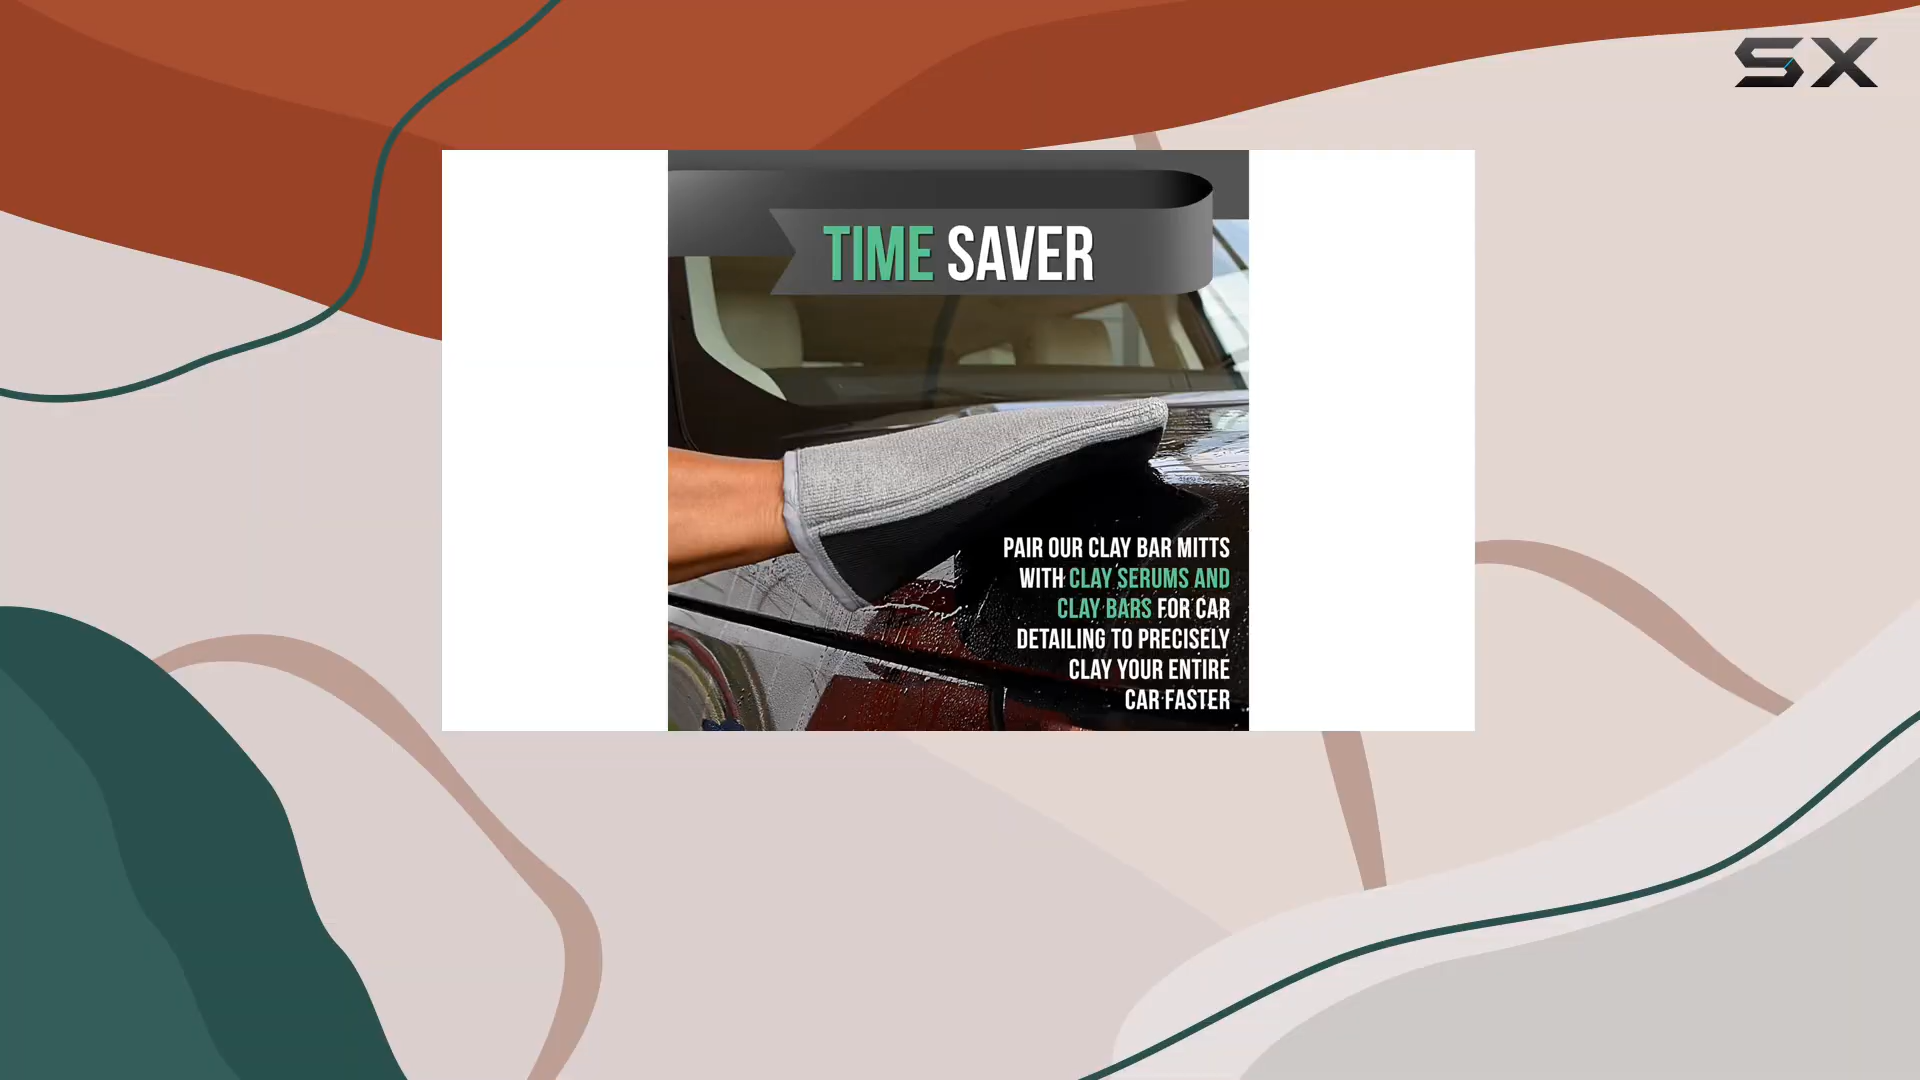 SX
TIME SAVER
PAIR OUR CLAY BAR MITTS
WITH CLAY SERUMS AND
CLAY BARS FOR CAR
DETAILING TO PRECISELY
CLAY YOUR ENTIRE
CAR FASTER